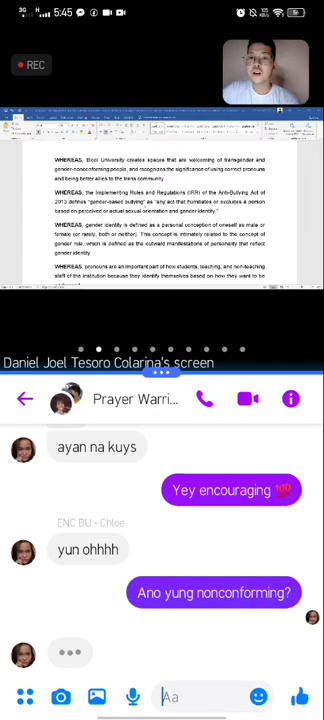 3G
5:45
REC
WHEREAS, Bicol University creates spaces that are welcoming of transgender and
gender-nonconforming people, and recognizes the significance of using correct pronouns
and being better allies to the trans community.
WHEREAS, the Implementing Rules and Regulations (IRR) of the Anti-Bullying Act of
2013 defines "gender-based bullying" as "any act that humiliates or excludes a person
based on perceived or actual sexual orientation and gender identity."
WHEREAS, gender identity is defined as a personal conception of oneself as male or
female (or rarely, both or neither). This concept is intimately related to the concept of
gender role, which is defined as the outward manifestations of personality that reflect
gender identity.
WHEREAS, pronouns are an important part of how students, teaching, and non-teaching
staff of the institution because they identify themselves based on how they want to be
Daniel Joel Tesoro Colarina's screen
Prayer Warri...
ayan na kuys
Yey encouraging 💯
ENC BU - Chloe
yun ohhhh
Ano yung nonconforming?
Aa